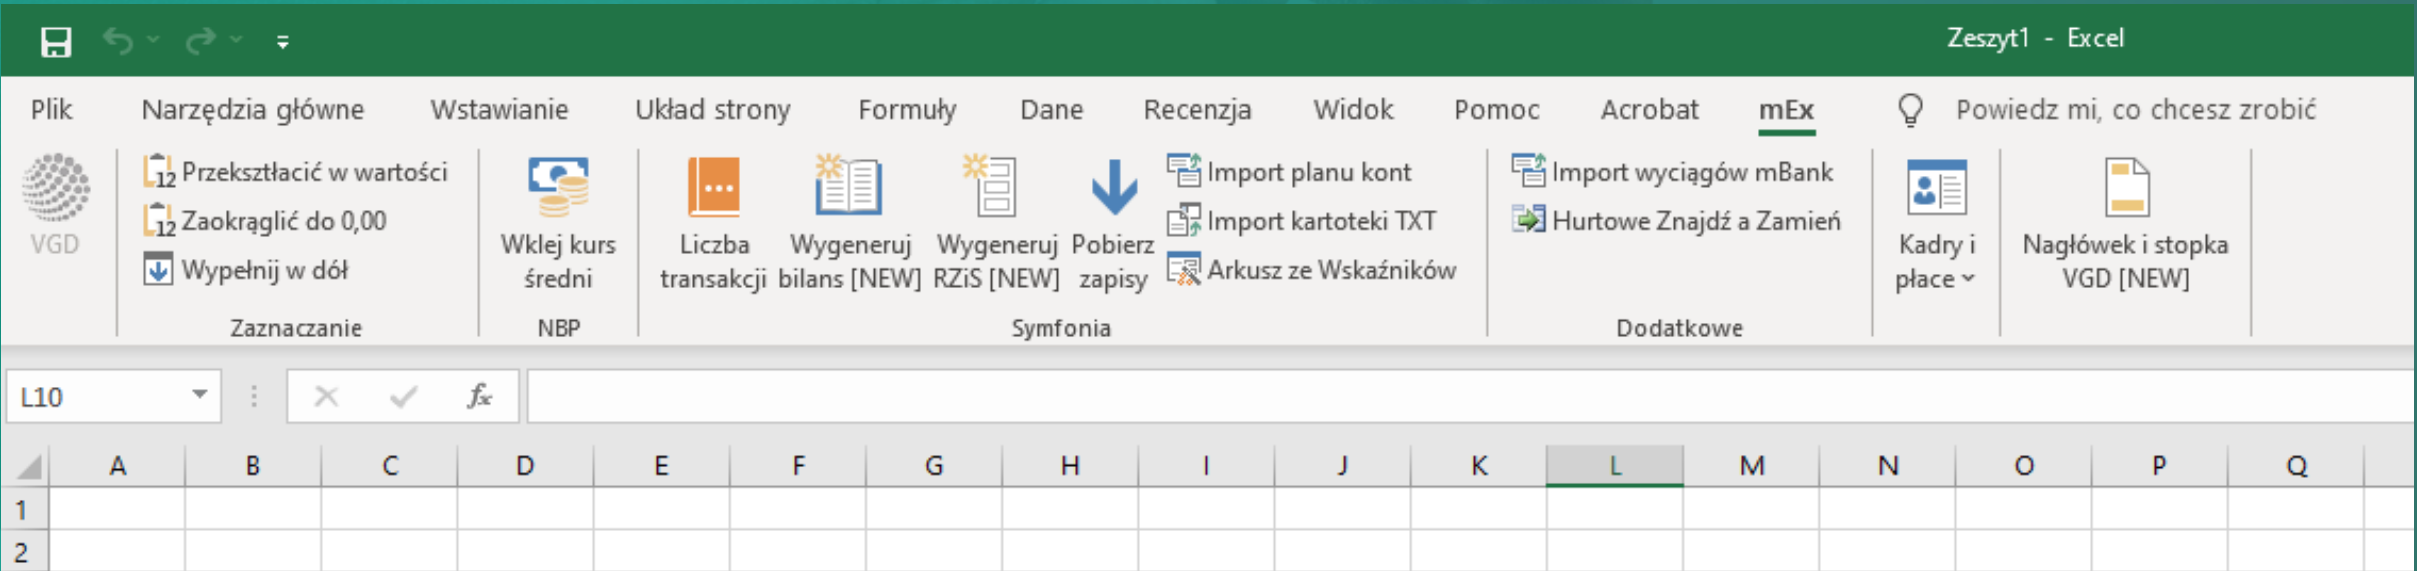 Zeszyt1 - Excel
Plik Narzędzia główne Wstawianie Układ strony Formuły Dane Recenzja Widok Pomoc Acrobat mEx Powiedz mi, co chcesz zrobić
VGD
12 Przekształcić w wartości
12 Zaokrąglić do 0,00
Wypełnij w dół
Zaznaczanie
Wklej kurs
średni
NBP
Liczba
transakcji
Wygeneruj
bilans [NEW]
Wygeneruj
RZiS [NEW]
Pobierz
zapisy
Import planu kont
Import kartoteki TXT
Arkusz ze Wskaźników
Symfonia
Import wyciągów mBank
Hurtowe Znajdź a Zamień
Dodatkowe
Kadry i
płace
Nagłówek i stopka
VGD [NEW]
L10 fx
A B C D E F G H I J K L M N O P Q
1
2